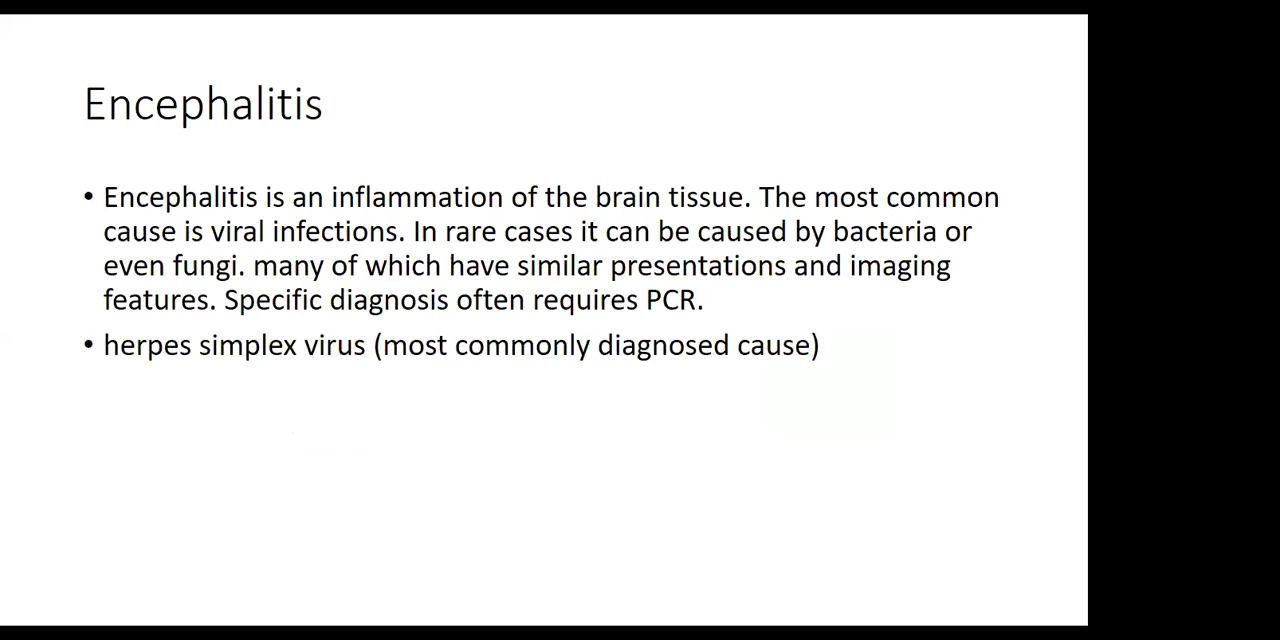 Encephalitis
• Encephalitis is an inflammation of the brain tissue. The most common
cause is viral infections. In rare cases it can be caused by bacteria or
even fungi. many of which have similar presentations and imaging
features. Specific diagnosis often requires PCR.
• herpes simplex virus (most commonly diagnosed cause)